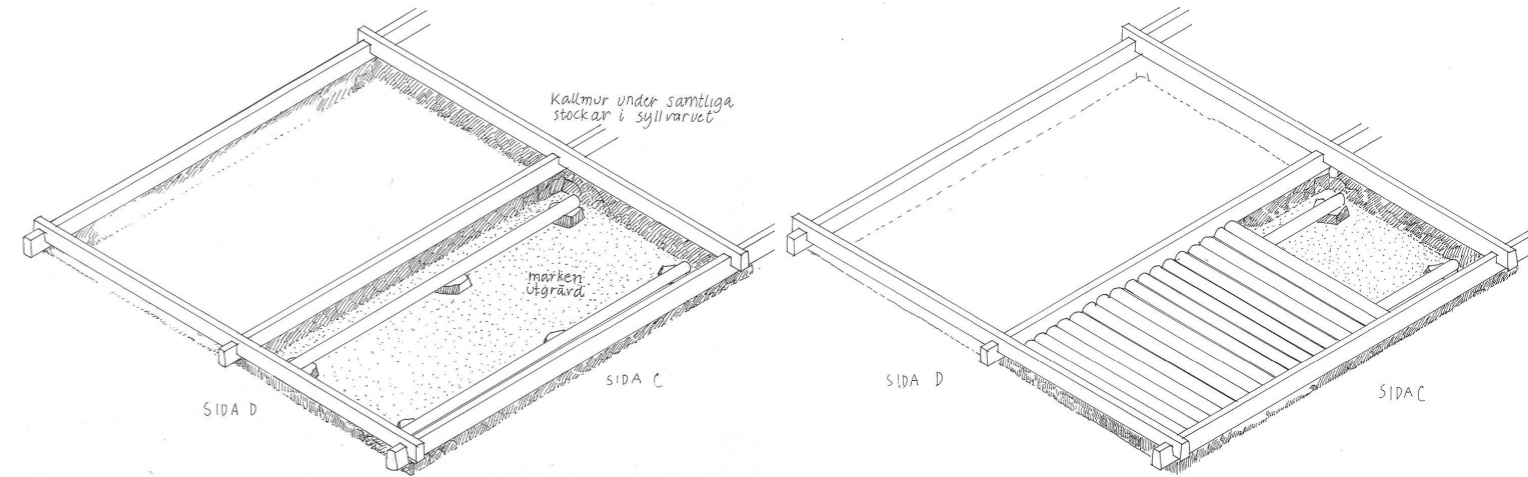 Kallmur under samtliga
stockar i syllvarvet
marken
utgrävd
SIDA C
SIDA D
SIDA D
SIDA C